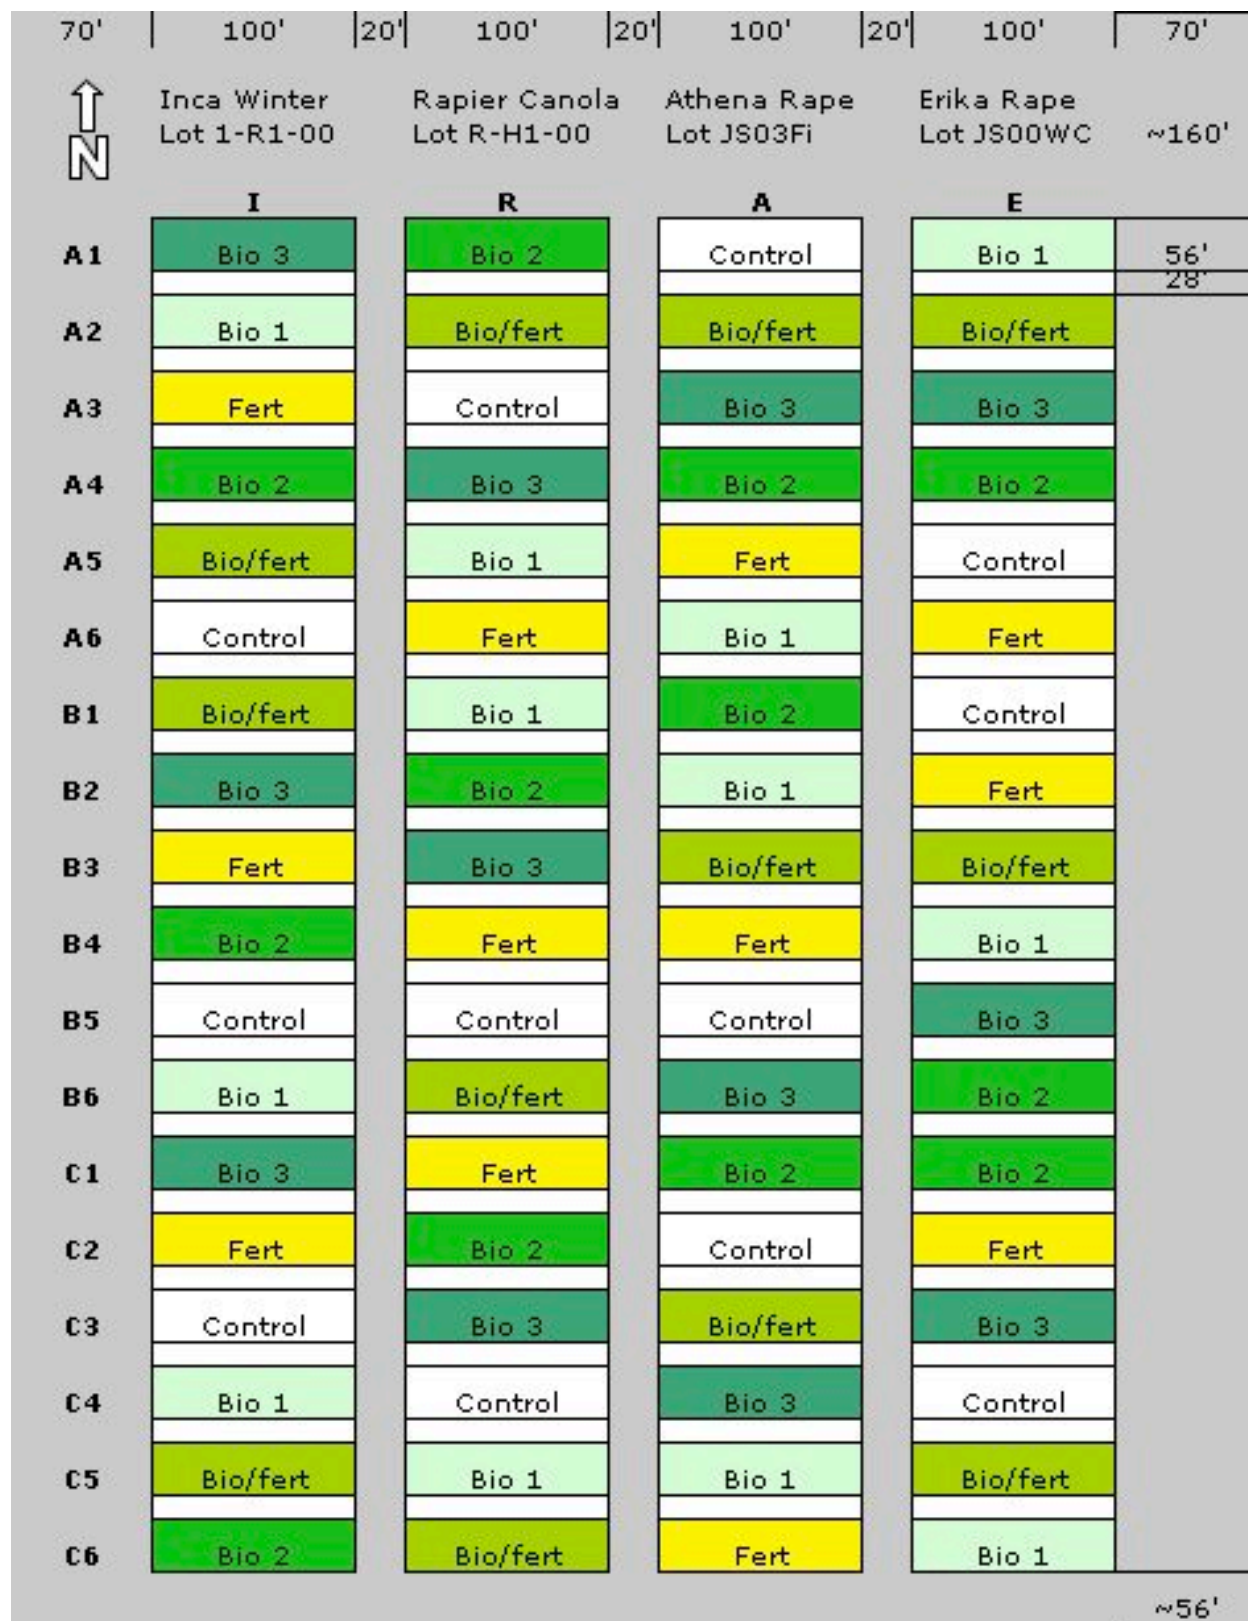 70' 100' 20' 100' 20' 100' 20' 100' 70'
Inca Winter Rapier Canola Athena Rape Erika Rape
Lot 1-R1-00 Lot R-H1-00 Lot JS03Fi Lot JS00WC ~160'
N
I R A E
A1 Bio 3 Bio 2 Control Bio 1 56'
28'
A2 Bio 1 Bio/fert Bio/fert Bio/fert
A3 Fert Control Bio 3 Bio 3
A4 Bio 2 Bio 3 Bio 2 Bio 2
A5 Bio/fert Bio 1 Fert Control
A6 Control Fert Bio 1 Fert
B1 Bio/fert Bio 1 Bio 2 Control
B2 Bio 3 Bio 2 Bio 1 Fert
B3 Fert Bio 3 Bio/fert Bio/fert
B4 Bio 2 Fert Fert Bio 1
B5 Control Control Control Bio 3
B6 Bio 1 Bio/fert Bio 3 Bio 2
C1 Bio 3 Fert Bio 2 Bio 2
C2 Fert Bio 2 Control Fert
C3 Control Bio 3 Bio/fert Bio 3
C4 Bio 1 Control Bio 3 Control
C5 Bio/fert Bio 1 Bio 1 Bio/fert
C6 Bio 2 Bio/fert Fert Bio 1
~56'